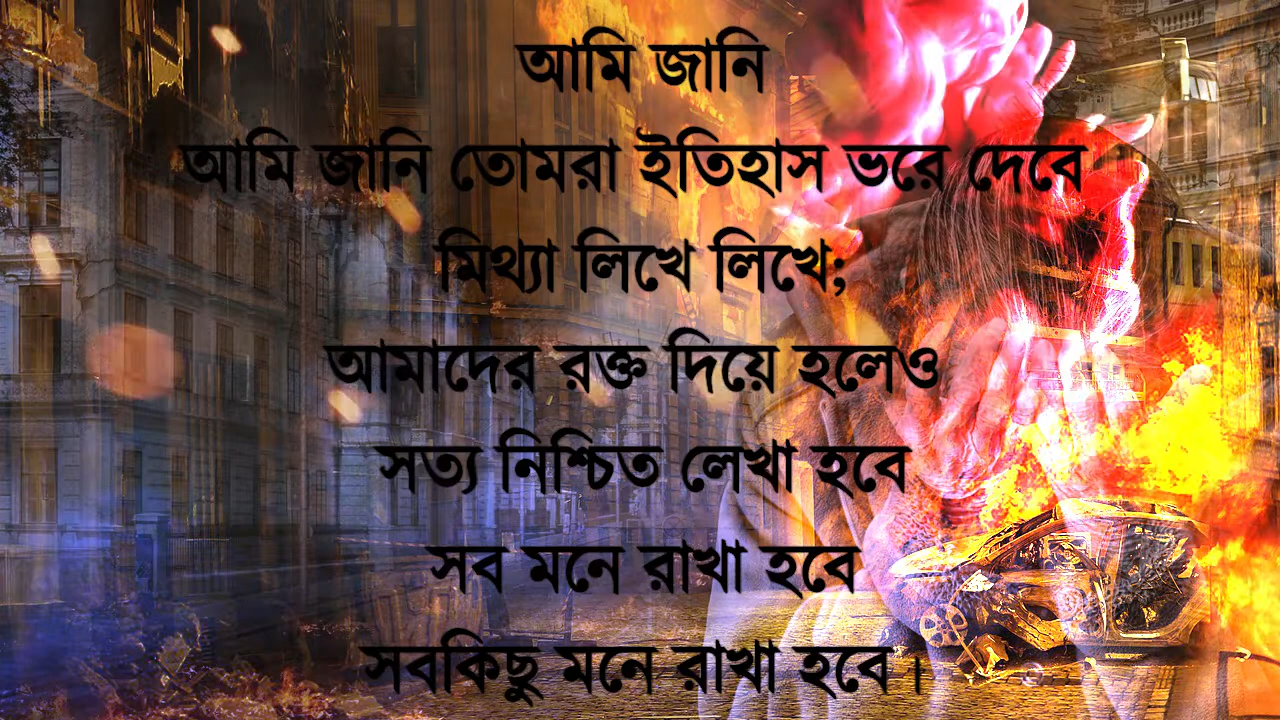 আমি জানি
আমি জানি তোমরা ইতিহাস ভরে দেবে
মিথ্যা লিখে লিখে;
আমাদের রক্ত দিয়ে হলেও
সত্য নিশ্চিত লেখা হবে
সব মনে রাখা হবে
সবকিছু মনে রাখা হবে।